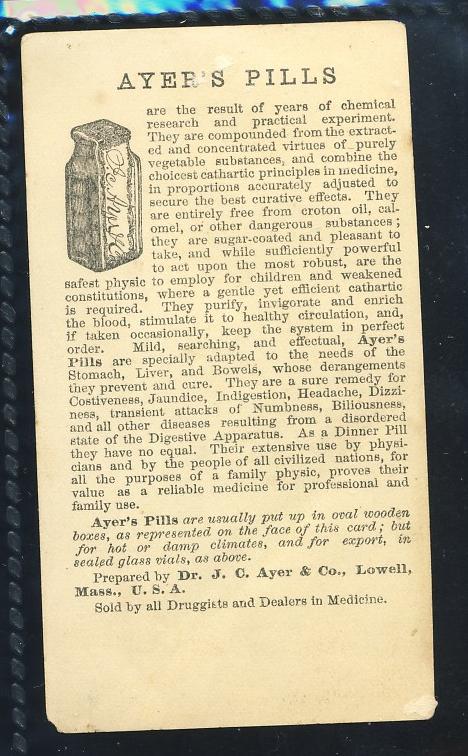 AYER'S PILLS
are the result of years of chemical
research and practical experiment.
They are compounded from the extract-
ed and concentrated virtues of purely
vegetable substances, and combine the
choicest cathartic principles in medicine,
in proportions accurately adjusted to
secure the best curative effects. They
are entirely free from croton oil, cal-
omel, or other dangerous substances;
they are sugar-coated and pleasant to
take, and while sufficiently powerful
to act upon the most robust, are the
safest physic to employ for children and weakened
constitutions, where a gentle yet efficient cathartic
is required. They purify, invigorate and enrich
the blood, stimulate it to healthy circulation, and,
if taken occasionally, keep the system in perfect
order. Mild, searching, and effectual, Ayer's
Pills are specially adapted to the needs of the
Stomach, Liver, and Bowels, whose derangements
they prevent and cure. They are a sure remedy for
Costiveness, Jaundice, Indigestion, Headache, Dizzi-
ness, transient attacks of Numbness, Biliousness,
and all other diseases resulting from a disordered
state of the Digestive Apparatus. As a Dinner Pill
they have no equal. Their extensive use by physi-
cians and by the people of all civilized nations, for
all the purposes of a family physic, proves their
value as a reliable medicine for professional and
family use.
Ayer's Pills are usually put up in oval wooden
boxes, as represented on the face of this card; but
for hot or damp climates, and for export, in
sealed glass vials, as above.
Prepared by Dr. J. C. Ayer & Co., Lowell,
Mass., U. S. A.
Sold by all Druggists and Dealers in Medicine.